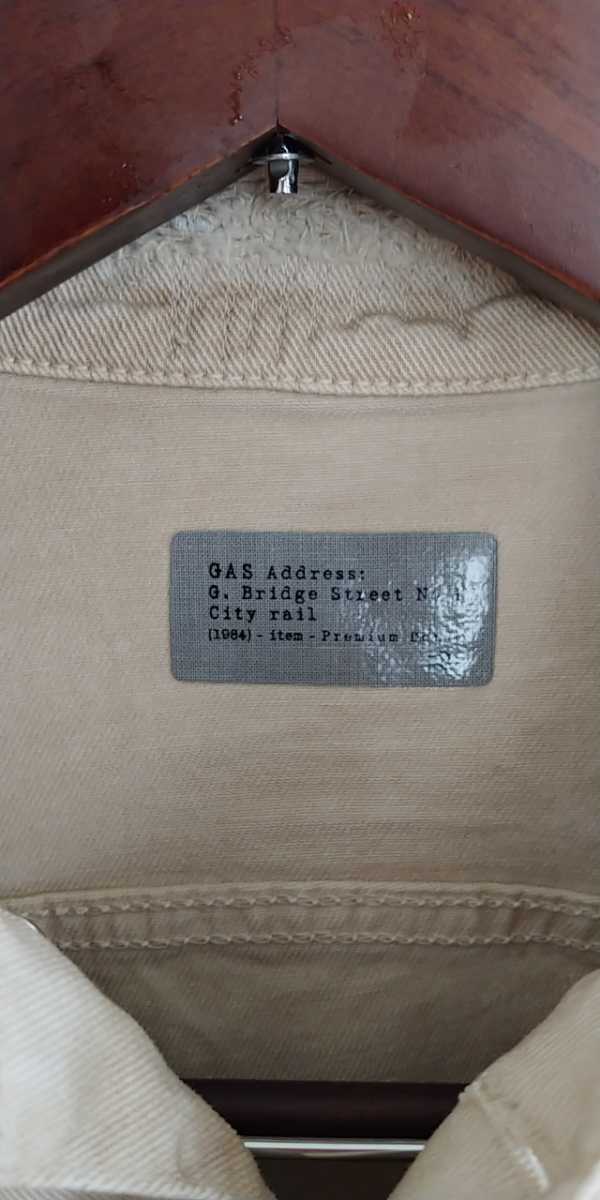 GAS Address:
G. Bridge Street
City rail
(1984) - item - Premium